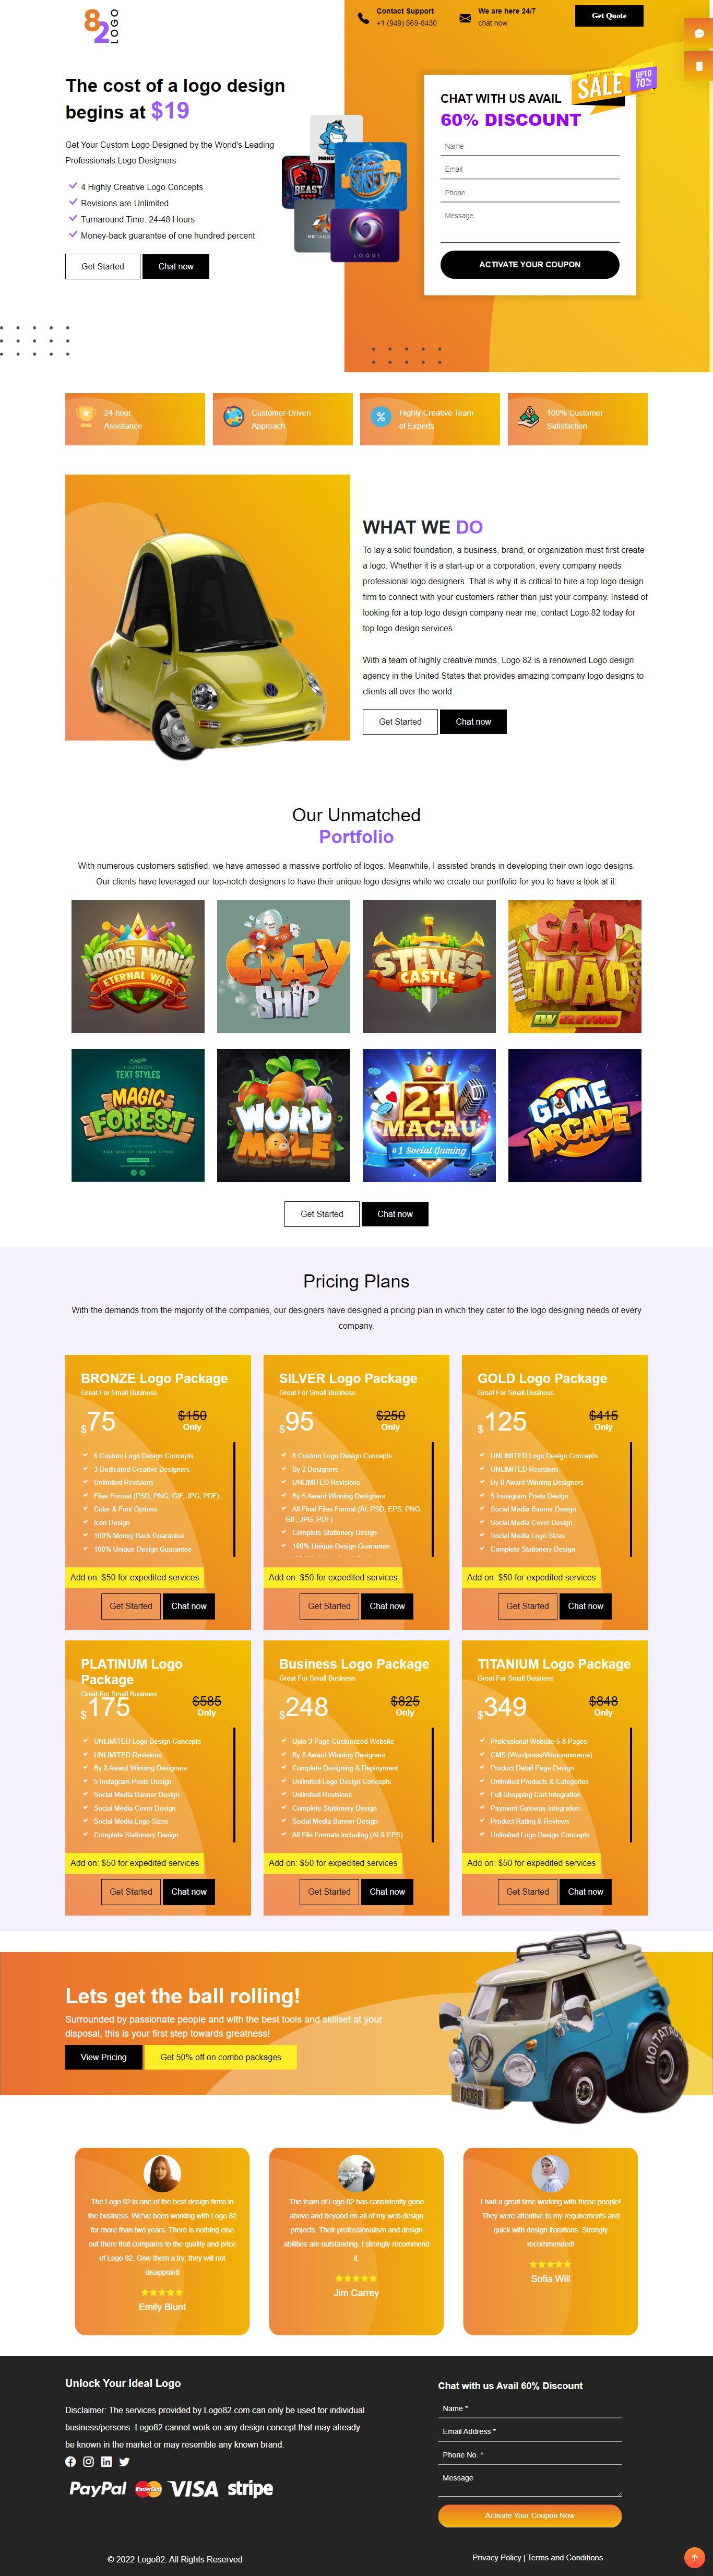 82 LOGO
Contact Support
+1 (949) 569-8430
We are here 24/7
chat now
Get Quote
The cost of a logo design
begins at $19
Get Your Custom Logo Designed by the World's Leading
Professionals Logo Designers
4 Highly Creative Logo Concepts
Revisions are Unlimited
Turnaround Time: 24-48 Hours
Money-back guarantee of one hundred percent
Get Started
Chat now
BEAST
LOGUI
SALE
UPTO
70%
CHAT WITH US AVAIL
60% DISCOUNT
Name
Email
Phone
Message
ACTIVATE YOUR COUPON
24-hour
Assistance
Customer-Driven
Approach
Highly Creative Team
of Experts
100% Customer
Satisfaction
WHAT WE DO
To lay a solid foundation, a business, brand, or organization must first create
a logo. Whether it is a start-up or a corporation, every company needs
professional logo designers. That is why it is critical to hire a top logo design
firm to connect with your customers rather than just your company. Instead of
looking for a top logo design company near me, contact Logo 82 today for
top logo design services.
With a team of highly creative minds, Logo 82 is a renowned Logo design
agency in the United States that provides amazing company logo designs to
clients all over the world.
Get Started
Chat now
Our Unmatched
Portfolio
With numerous customers satisfied, we have amassed a massive portfolio of logos. Meanwhile, I assisted brands in developing their own logo designs.
Our clients have leveraged our top-notch designers to have their unique logo designs while we create our portfolio for you to have a look at it.
LORDS MANIA
ETERNAL WAR
CRAZY
SHIP
STEVES
CASTLE
SAO
JOAO
TEXT STYLES
MAGIC
FOREST
WORD
MOLE
21
MACAU
#1 Social Gaming
GAME
ARCADE
Get Started
Chat now
Pricing Plans
With the demands from the majority of the companies, our designers have designed a pricing plan in which they cater to the logo designing needs of every
company.
BRONZE Logo Package
Great For Small Business
$75
$150
Only
6 Custom Logo Design Concepts
3 Dedicated Creative Designers
Unlimited Revisions
Files Format (PSD, PNG, GIF, JPG, PDF)
Color & Font Options
Icon Design
100% Money Back Guarantee
100% Unique Design Guarantee
Add on: $50 for expedited services
Get Started
Chat now
SILVER Logo Package
Great For Small Business
$95
$250
Only
8 Custom Logo Design Concepts
By 2 Designers
UNLIMITED Revisions
By 6 Award Winning Designers
All Final Files Format (AI, PSD, EPS, PNG,
GIF, JPG, PDF)
Complete Stationery Design
100% Unique Design Guarantee
Add on: $50 for expedited services
Get Started
Chat now
GOLD Logo Package
Great For Small Business
$125
$415
Only
UNLIMITED Logo Design Concepts
UNLIMITED Revisions
By 8 Award Winning Designers
5 Instagram Posts Design
Social Media Banner Design
Social Media Cover Design
Social Media Logo Sizes
Complete Stationery Design
Add on: $50 for expedited services
Get Started
Chat now
PLATINUM Logo
Package
Great For Small Business
$175
$585
Only
UNLIMITED Logo Design Concepts
UNLIMITED Revisions
By 8 Award Winning Designers
5 Instagram Posts Design
Social Media Banner Design
Social Media Cover Design
Social Media Logo Sizes
Complete Stationery Design
Add on: $50 for expedited services
Get Started
Chat now
Business Logo Package
Great For Small Business
$248
$825
Only
Upto 3 Page Customized Website
By 8 Award Winning Designers
Complete Designing & Deployment
Unlimited Logo Design Concepts
Unlimited Revisions
Complete Stationery Design
Social Media Banner Design
All File Formats including (AI & EPS)
Add on: $50 for expedited services
Get Started
Chat now
TITANIUM Logo Package
Great For Small Business
$349
$848
Only
Professional Website 5-8 Pages
CMS (Wordpress/Woocommerce)
Product Detail Page Design
Unlimited Products & Categories
Full Shopping Cart Integration
Payment Gateway Integration
Product Rating & Reviews
Unlimited Logo Design Concepts
Add on: $50 for expedited services
Get Started
Chat now
Lets get the ball rolling!
Surrounded by passionate people and with the best tools and skillset at your
disposal, this is your first step towards greatness!
View Pricing
Get 50% off on combo packages
The Logo 82 is one of the best design firms in
the business. We've been working with Logo 82
for more than two years. There is nothing else
out there that compares to the quality and price
of Logo 82. Give them a try; they will not
disappoint!
Emily Blunt
The team of Logo 82 has consistently gone
above and beyond on all of my web design
projects. Their professionalism and design
abilities are outstanding. I strongly recommend
it.
Jim Carrey
I had a great time working with these people!
They were attentive to my requirements and
quick with design iterations. Strongly
recommended!
Sofia Will
Unlock Your Ideal Logo
Disclaimer: The services provided by Logo82.com can only be used for individual
business/persons. Logo82 cannot work on any design concept that may already
be known in the market or may resemble any known brand.
PayPal MasterCard VISA stripe
Chat with us Avail 60% Discount
Name *
Email Address *
Phone No. *
Message
Activate Your Coupon Now
© 2022 Logo82. All Rights Reserved
Privacy Policy | Terms and Conditions